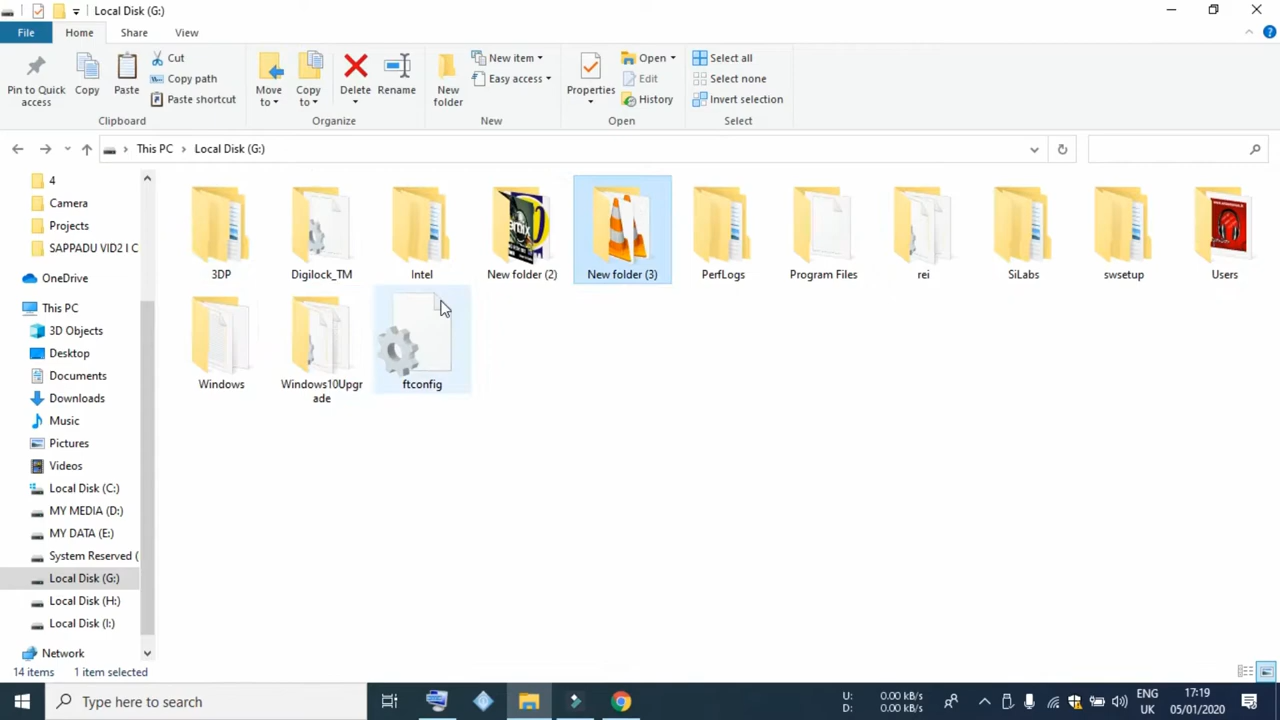 Local Disk (G:)
File Home Share View
Pin to Quick access
Copy
Paste
Cut
Copy path
Paste shortcut
Clipboard
Move to
Copy to
Delete
Rename
Organize
New folder
New item
Easy access
New
Properties
Open
Edit
History
Open
Select all
Select none
Invert selection
Select
This PC Local Disk (G:)
4
Camera
Projects
SAPPADU VID2 I C
OneDrive
This PC
3D Objects
Desktop
Documents
Downloads
Music
Pictures
Videos
Local Disk (C:)
MY MEDIA (D:)
MY DATA (E:)
System Reserved (
Local Disk (G:)
Local Disk (H:)
Local Disk (I:)
Network
3DP
Digilock_TM
Intel
New folder (2)
New folder (3)
PerfLogs
Program Files
rei
SiLabs
swsetup
Users
Windows
Windows10Upgr
ade
ftconfig
14 items 1 item selected
Type here to search
U: 0.00 kB/s
D: 0.00 kB/s
ENG
UK
17:19
05/01/2020